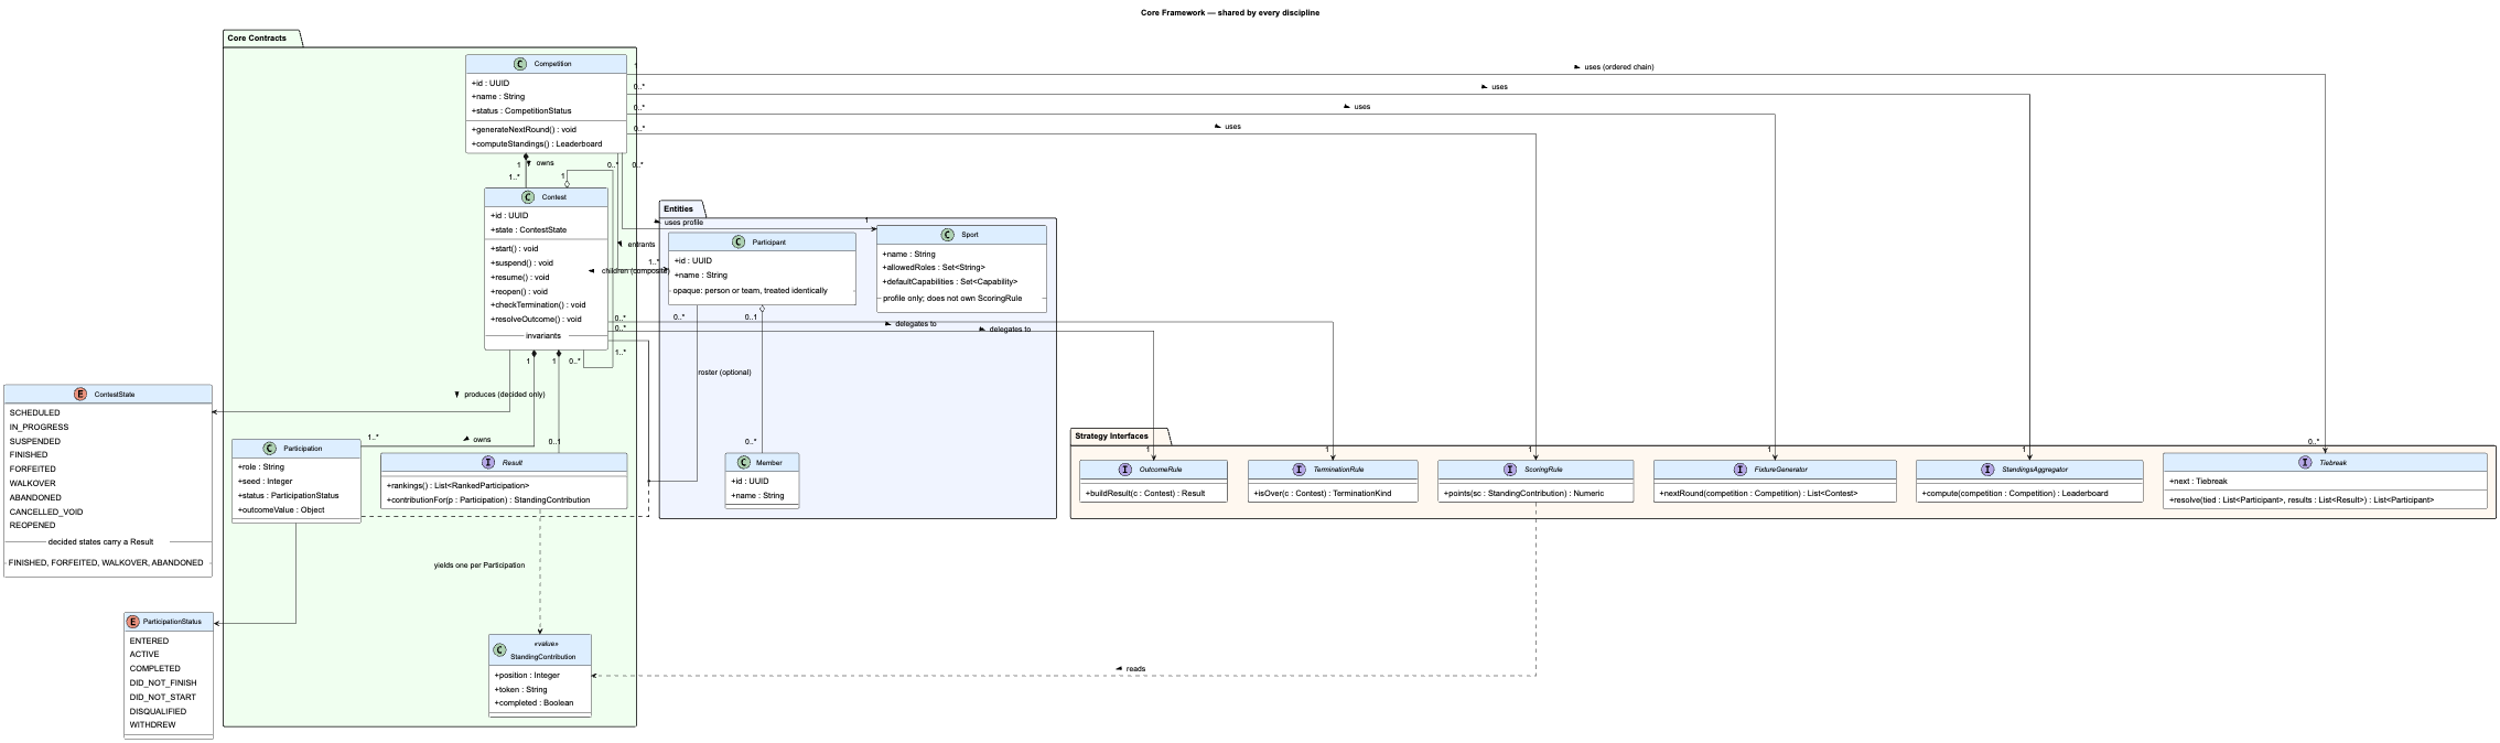 Core Framework — shared by every discipline
Core Contracts
C Competition
+id : UUID
+name : String
+status : CompetitionStatus
+generateNextRound() : void
+computeStandings() : Leaderboard
1
uses (ordered chain)
0..*
uses
0..*
uses
0..*
uses
1
owns
1..*
0..*
0..*
1
C Contest
+id : UUID
+state : ContestState
+start() : void
+suspend() : void
+resume() : void
+reopen() : void
+checkTermination() : void
+resolveOutcome() : void
invariants
Entities
uses profile
1
entrants
1..*
children (composite)
C Participant
+id : UUID
+name : String
opaque: person or team, treated identically
C Sport
+name : String
+allowedRoles : Set<String>
+defaultCapabilities : Set<Capability>
profile only; does not own ScoringRule
0..*
0..*
1..*
0..*
0..1
delegates to
delegates to
1
1
0..*
roster (optional)
produces (decided only)
E ContestState
SCHEDULED
IN_PROGRESS
SUSPENDED
FINISHED
FORFEITED
WALKOVER
ABANDONED
CANCELLED_VOID
REOPENED
decided states carry a Result
FINISHED, FORFEITED, WALKOVER, ABANDONED
1..*
owns
0..1
0..*
C Participation
+role : String
+seed : Integer
+status : ParticipationStatus
+outcomeValue : Object
I Result
+rankings() : List<RankedParticipation>
+contributionFor(p : Participation) : StandingContribution
C Member
+id : UUID
+name : String
Strategy Interfaces
1
1
1
1
1
0..*
I OutcomeRule
+buildResult(c : Contest) : Result
I TerminationRule
+isOver(c : Contest) : TerminationKind
I ScoringRule
+points(sc : StandingContribution) : Numeric
I FixtureGenerator
+nextRound(competition : Competition) : List<Contest>
I StandingsAggregator
+compute(competition : Competition) : Leaderboard
I Tiebreak
+next : Tiebreak
+resolve(tied : List<Participant>, results : List<Result>) : List<Participant>
yields one per Participation
E ParticipationStatus
ENTERED
ACTIVE
COMPLETED
DID_NOT_FINISH
DID_NOT_START
DISQUALIFIED
WITHDREW
«value»
C StandingContribution
+position : Integer
+token : String
+completed : Boolean
reads